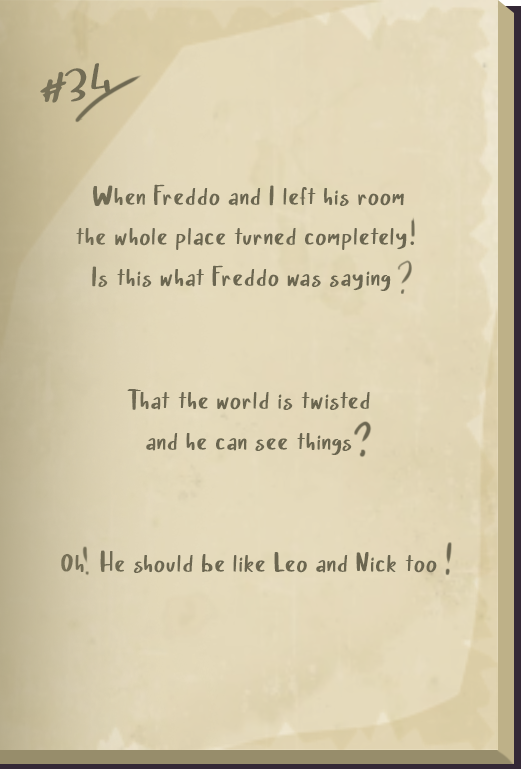 #34
When Freddo and I left his room
the whole place turned completely!
Is this what Freddo was saying?
That the world is twisted
and he can see things?
Oh! He should be like Leo and Nick too!